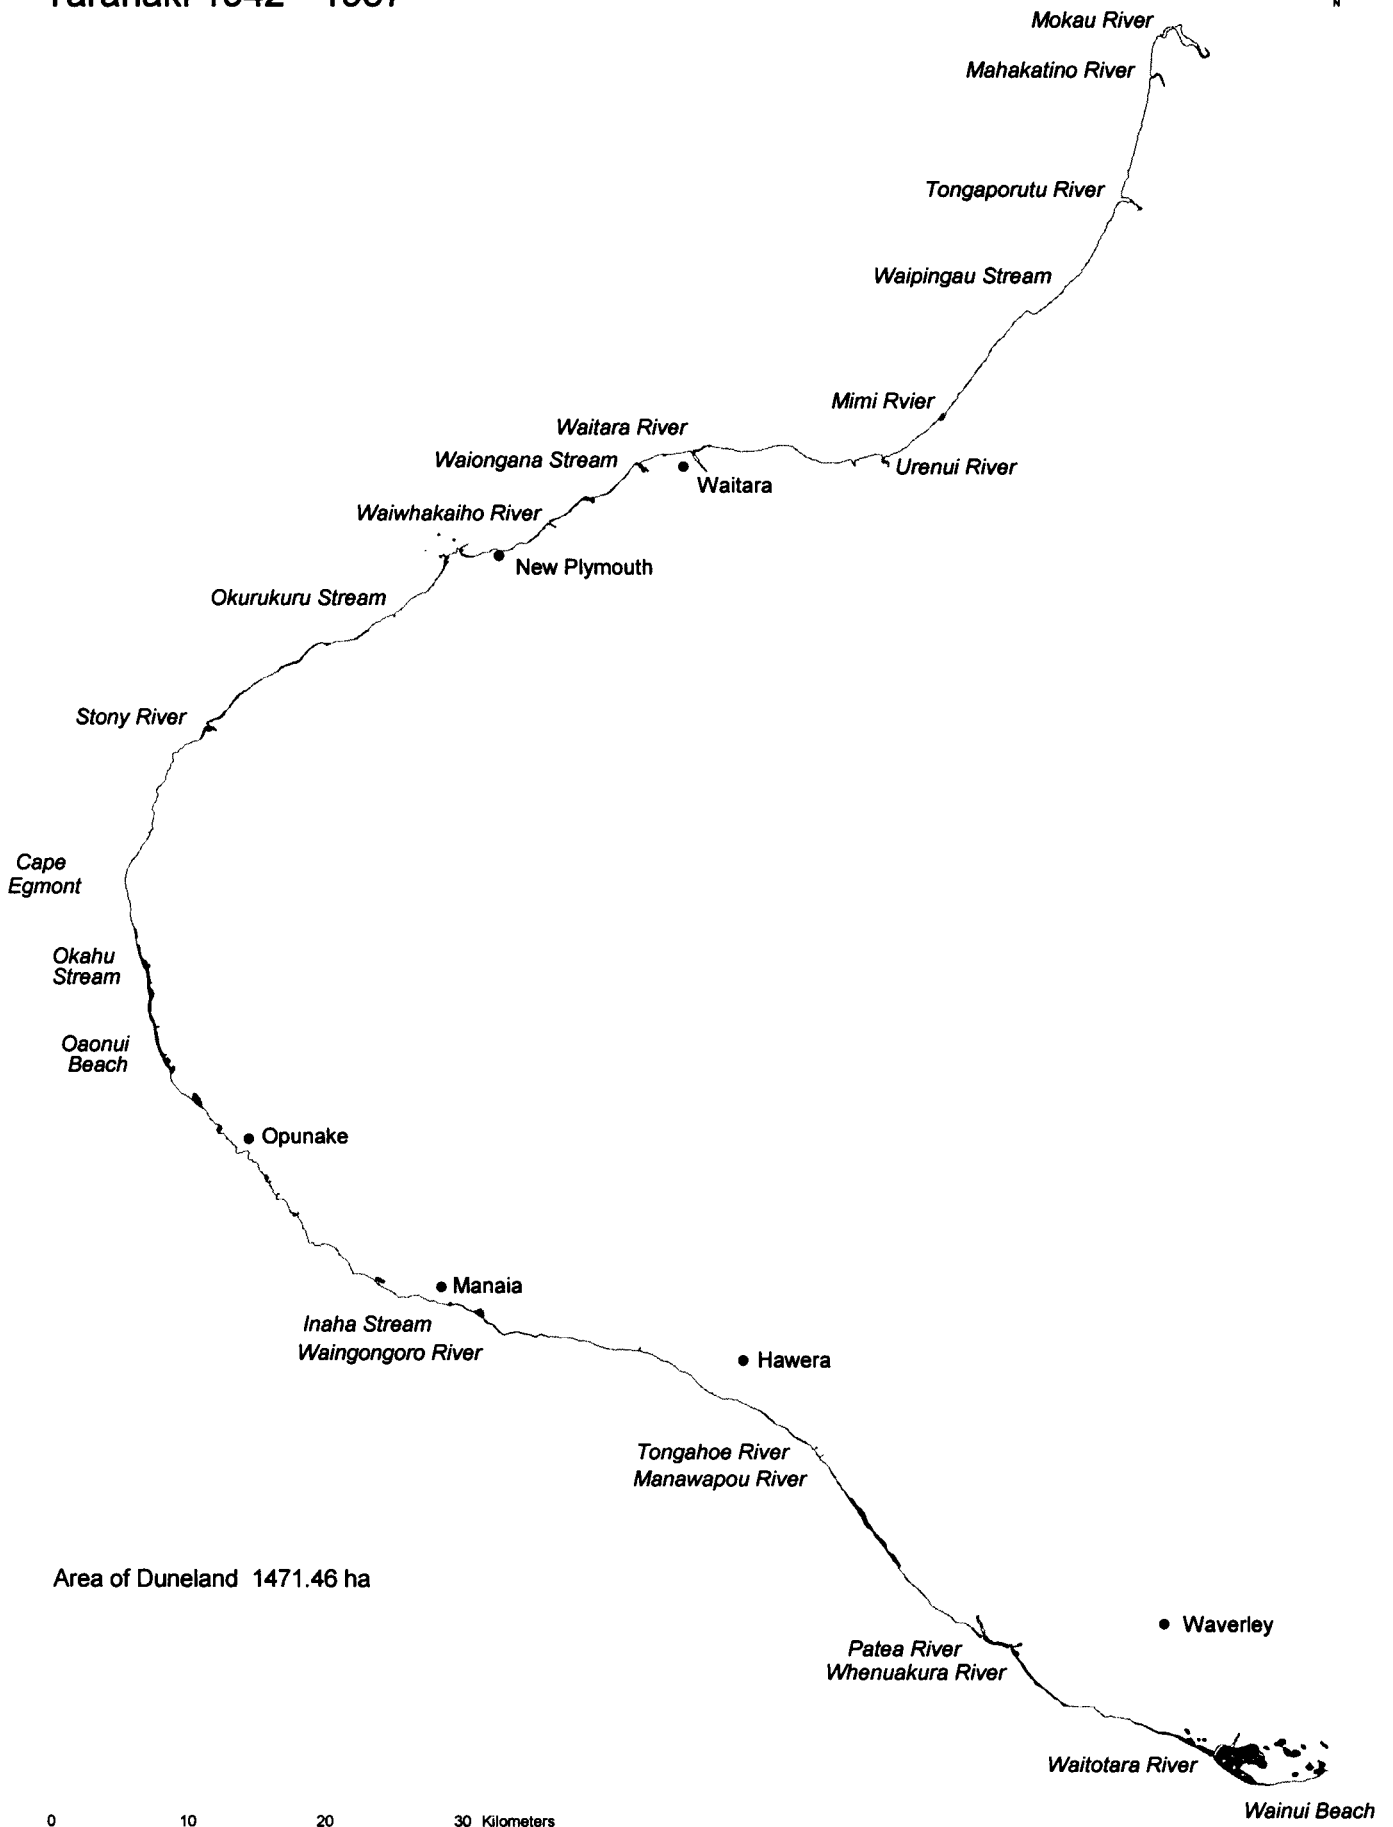 N
Mokau River
Mahakatino River
Tongaporutu River
Waipingau Stream
Mimi Rvier
Waitara River
Waiongana Stream
Urenui River
Waitara
Waiwhakaiho River
New Plymouth
Okurukuru Stream
Stony River
Cape
Egmont
Okahu
Stream
Oaonui
Beach
Opunake
Manaia
Inaha Stream
Waingongoro River
Hawera
Tongahoe River
Manawapou River
Area of Duneland 1471.46 ha
Waverley
Patea River
Whenuakura River
Waitotara River
Wainui Beach
0 10 20 30 Kilometers